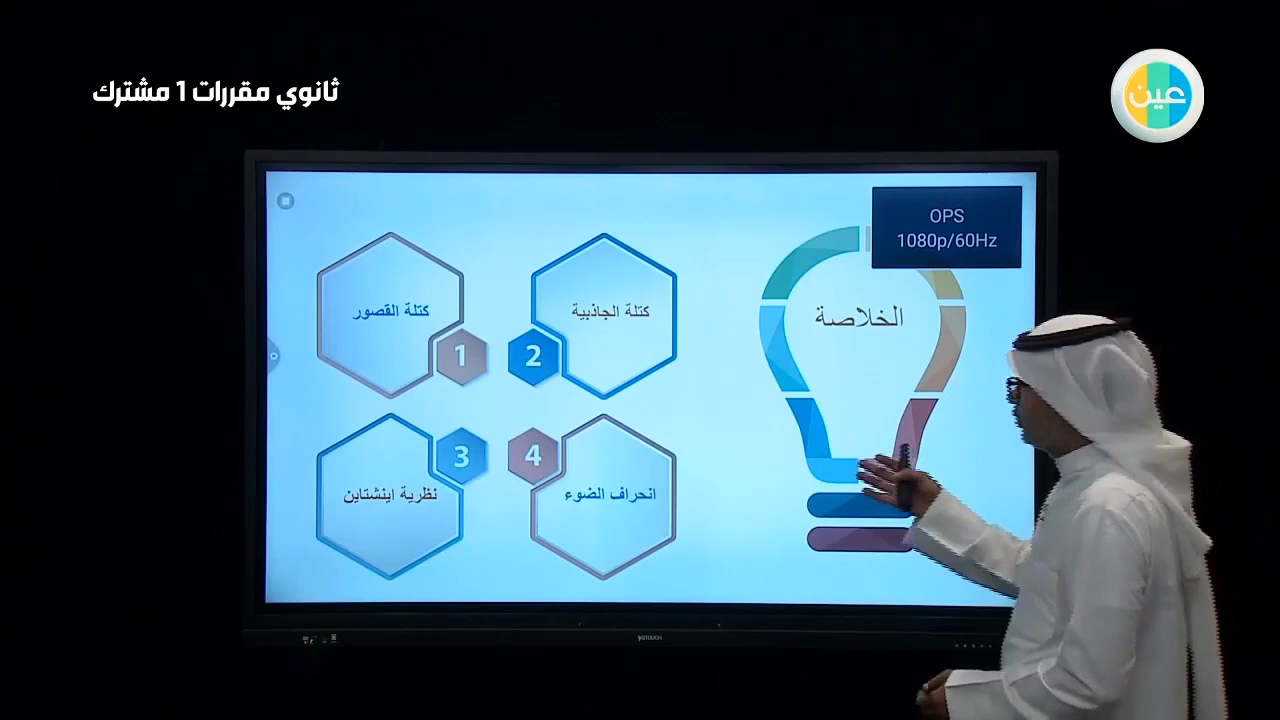 ثانوي مقررات 1 مشترك
عين
OPS
1080p/60Hz
الخلاصة
كتلة القصور
1
كتلة الجاذبية
2
نظرية اينشتاين
3
انحراف الضوء
4